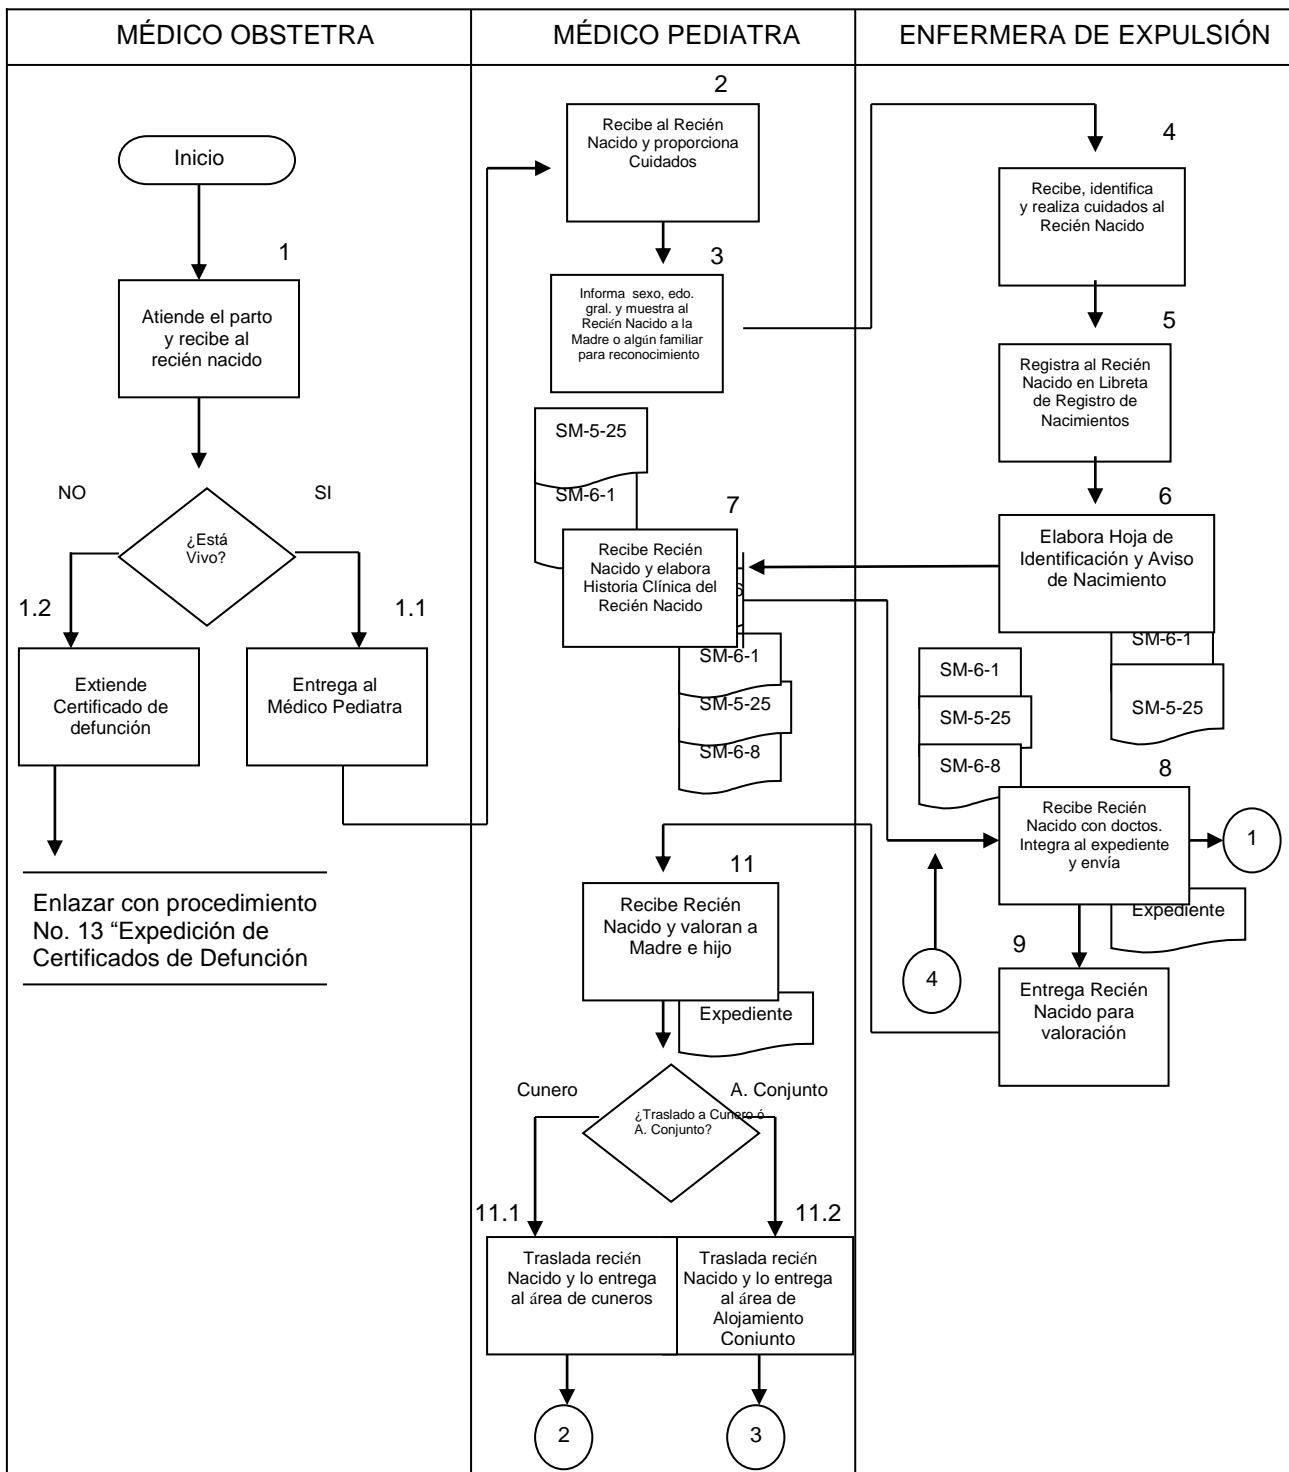 MÉDICO OBSTETRA
MÉDICO PEDIATRA
ENFERMERA DE EXPULSIÓN
Inicio
1
Atiende el parto
y recibe al
recién nacido
NO
SI
¿Está
Vivo?
1.2
1.1
Extiende
Certificado de
defunción
Entrega al
Médico Pediatra
Enlazar con procedimiento
No. 13 “Expedición de
Certificados de Defunción
2
Recibe al Recién
Nacido y proporciona
Cuidados
3
Informa sexo, edo.
gral. y muestra al
Recién Nacido a la
Madre o algún familiar
para reconocimiento
SM-5-25
SM-6-1
7
Recibe Recién
Nacido y elabora
Historia Clínica del
Recién Nacido
SM-6-1
SM-5-25
SM-6-8
11
Recibe Recién
Nacido y valoran a
Madre e hijo
Expediente
Cunero
A. Conjunto
¿Traslado a Cunero ó
A. Conjunto?
11.1
11.2
Traslada recién
Nacido y lo entrega
al área de cuneros
Traslada recién
Nacido y lo entrega
al área de
Alojamiento
Conjunto
2
3
4
Recibe, identifica
y realiza cuidados al
Recién Nacido
5
Registra al Recién
Nacido en Libreta
de Registro de
Nacimientos
6
Elabora Hoja de
Identificación y Aviso
de Nacimiento
SM-6-1
SM-5-25
SM-6-1
SM-5-25
SM-6-8
8
Recibe Recién
Nacido con doctos.
Integra al expediente
y envía
1
Expediente
4
9
Entrega Recién
Nacido para
valoración